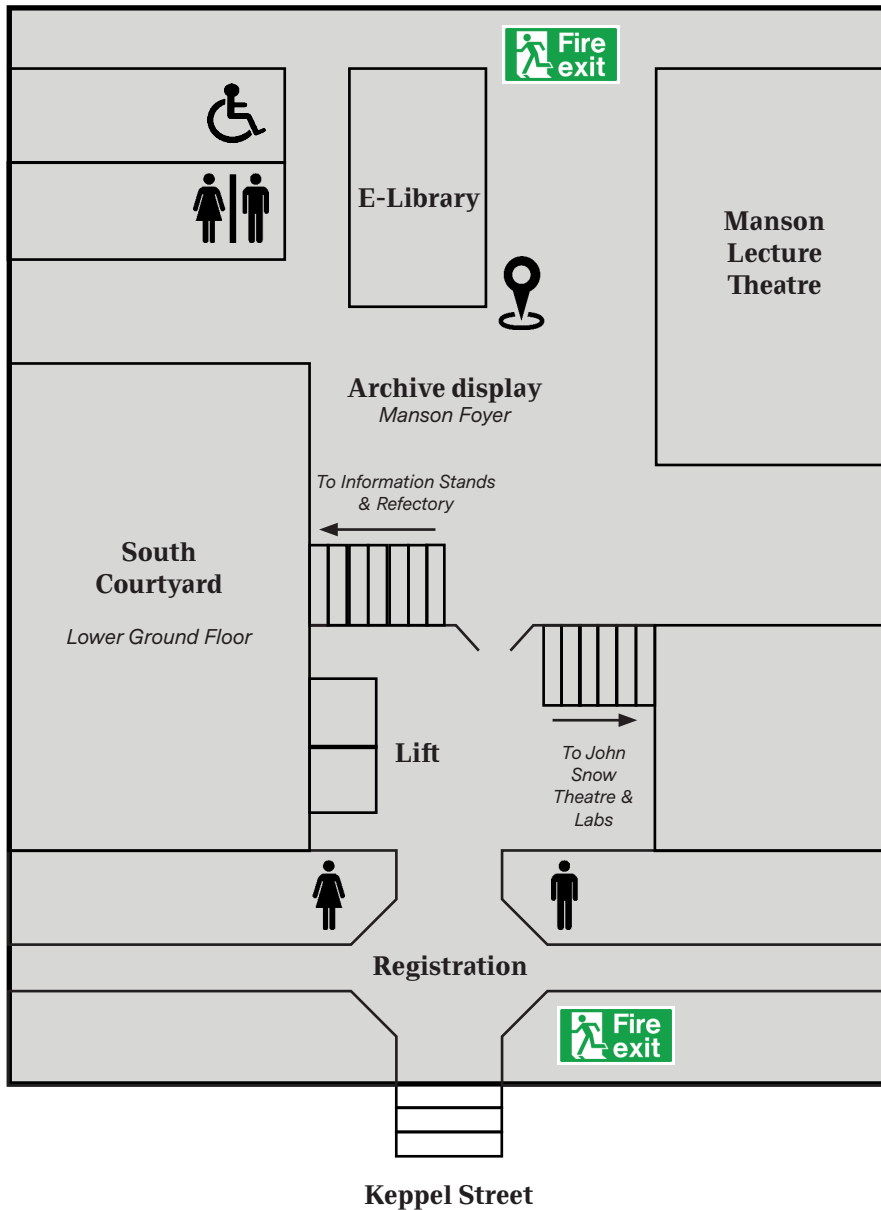 Fire
exit
E-Library
Manson
Lecture
Theatre
Archive display
Manson Foyer
To Information Stands
& Refectory
South
Courtyard
Lower Ground Floor
Lift
To John
Snow
Theatre &
Labs
Registration
Fire
exit
Keppel Street